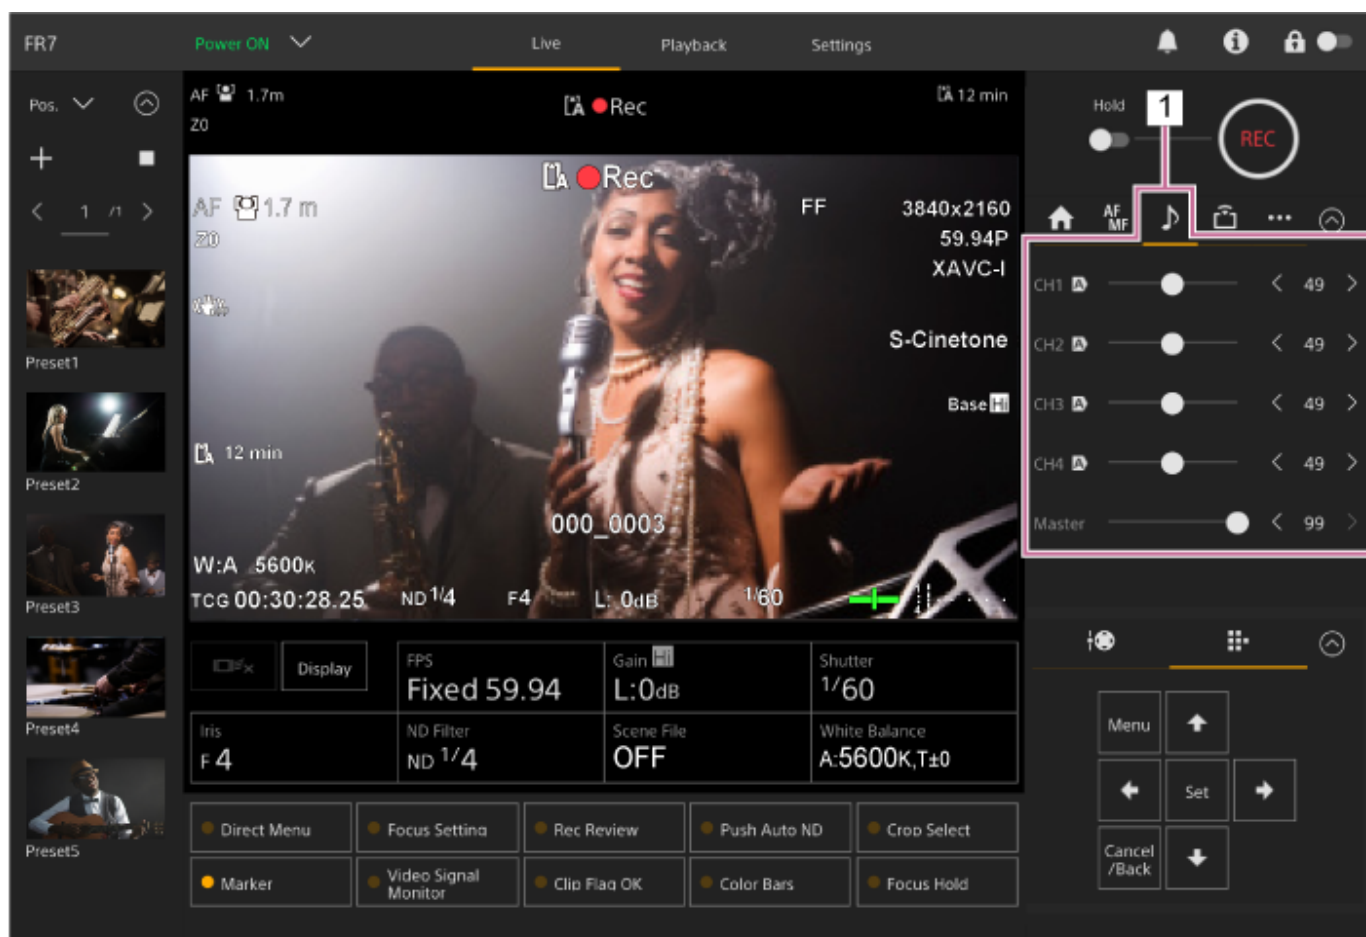 FR7
Power ON
Live
Playback
Settings
Pos.
1 /1
Preset1
Preset2
Preset3
Preset4
Preset5
AF 1.7m
Z0
A Rec
A 12 min
A Rec
AF 1.7 m
Z0
FF
3840x2160
59.94P
XAVC-I
S-Cinetone
Base Hi
A 12 min
000_0003
W:A 5600K
TCG 00:30:28.25 ND 1/4 F4 L: 0dB 1/60
Display
FPS
Fixed 59.94
Gain Hi
L:0dB
Shutter
1/60
Iris
F 4
ND Filter
ND 1/4
Scene File
OFF
White Balance
A:5600K,T±0
Direct Menu
Focus Setting
Rec Review
Push Auto ND
Crop Select
Marker
Video Signal
Monitor
Clip Flag OK
Color Bars
Focus Hold
Hold
1
REC
AF
MF
CH1 A 49
CH2 A 49
CH3 A 49
CH4 A 49
Master 99
Menu
Set
Cancel
/Back